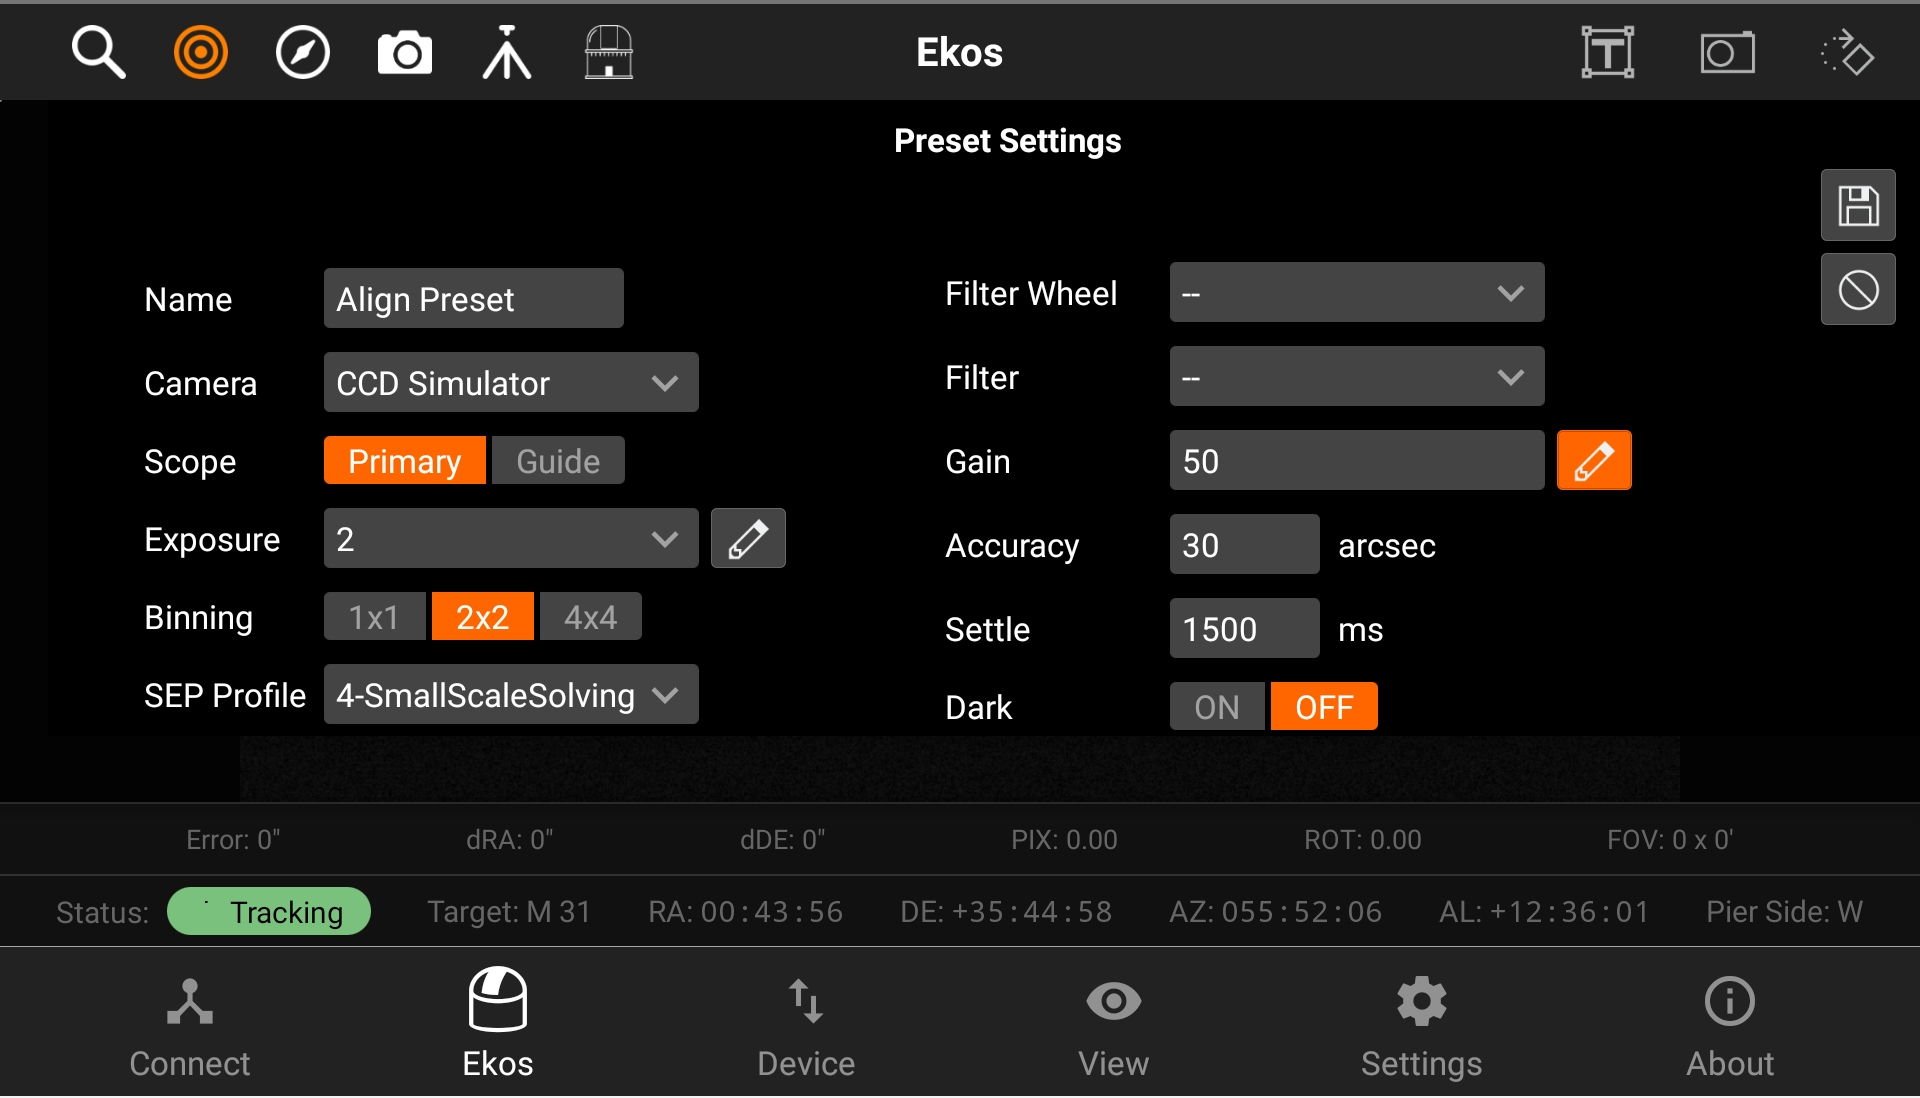 Ekos
Preset Settings
Name Align Preset
Camera CCD Simulator
Scope Primary Guide
Exposure 2
Binning 1x1 2x2 4x4
SEP Profile 4-SmallScaleSolving
Filter Wheel --
Filter --
Gain 50
Accuracy 30 arcsec
Settle 1500 ms
Dark ON OFF
Error: 0" dRA: 0" dDE: 0" PIX: 0.00 ROT: 0.00 FOV: 0 x 0'
Status: Tracking Target: M 31 RA: 00:43:56 DE: +35:44:58 AZ: 055:52:06 AL: +12:36:01 Pier Side: W
Connect Ekos Device View Settings About